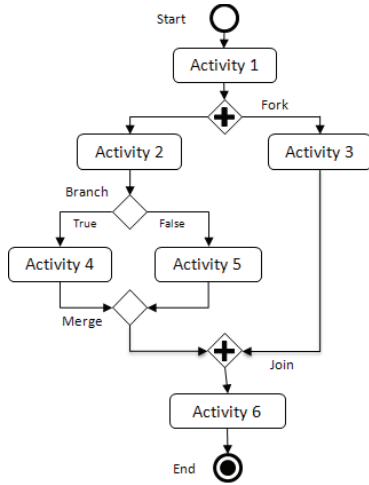 Start
Activity 1
Fork
Activity 2
Activity 3
Branch
True
False
Activity 4
Activity 5
Merge
Join
Activity 6
End